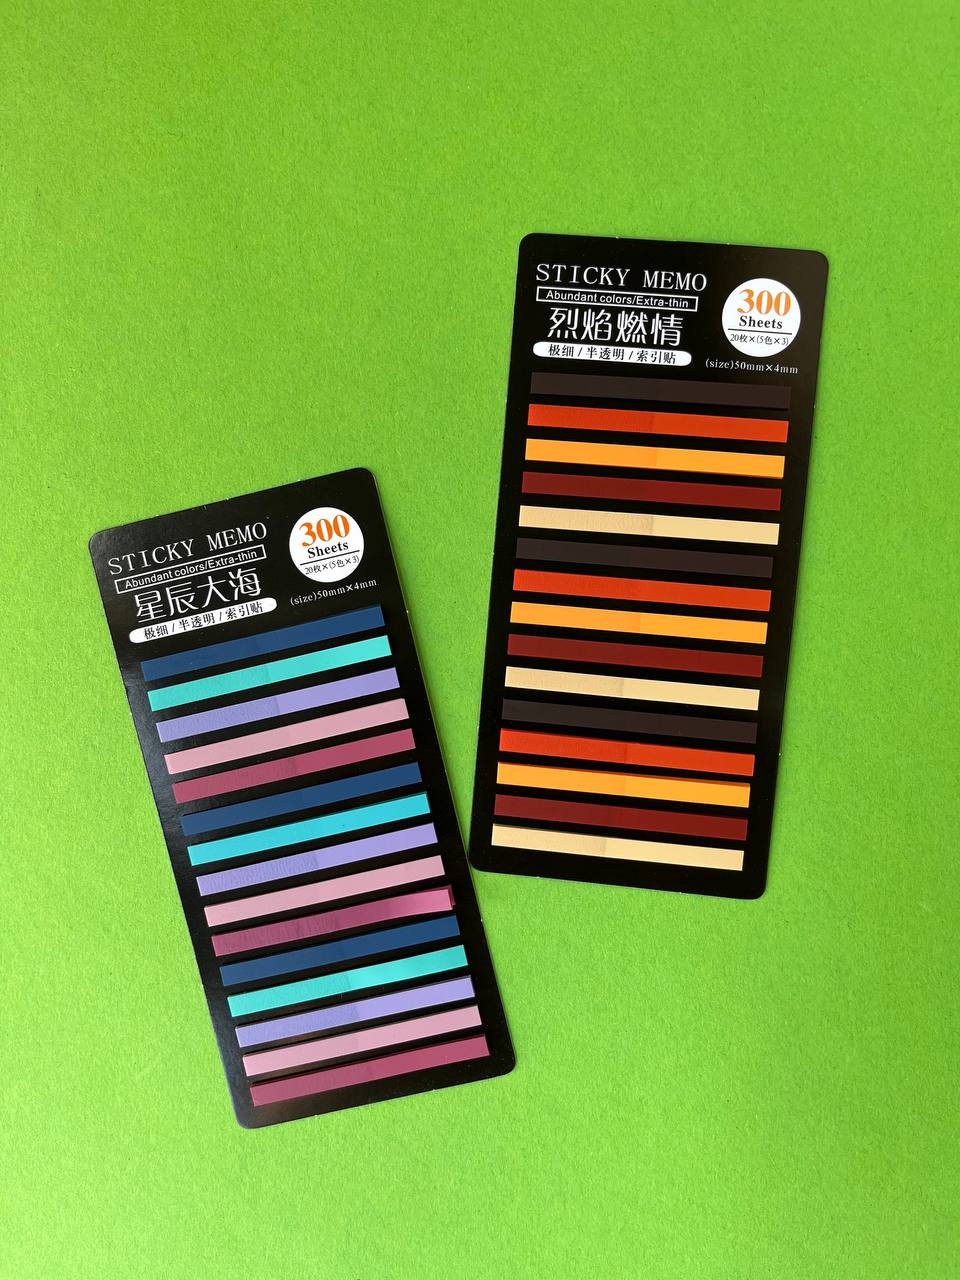 STICKY MEMO
Abundant colors/Extra-thin
烈焰燃情
极细/半透明/索引贴
300
Sheets
20枚×(5色×3)
(size)50mm×4mm
STICKY MEMO
Abundant colors/Extra-thin
星辰大海
极细/半透明/索引贴
300
Sheets
20枚×(5色×3)
(size)50mm×4mm